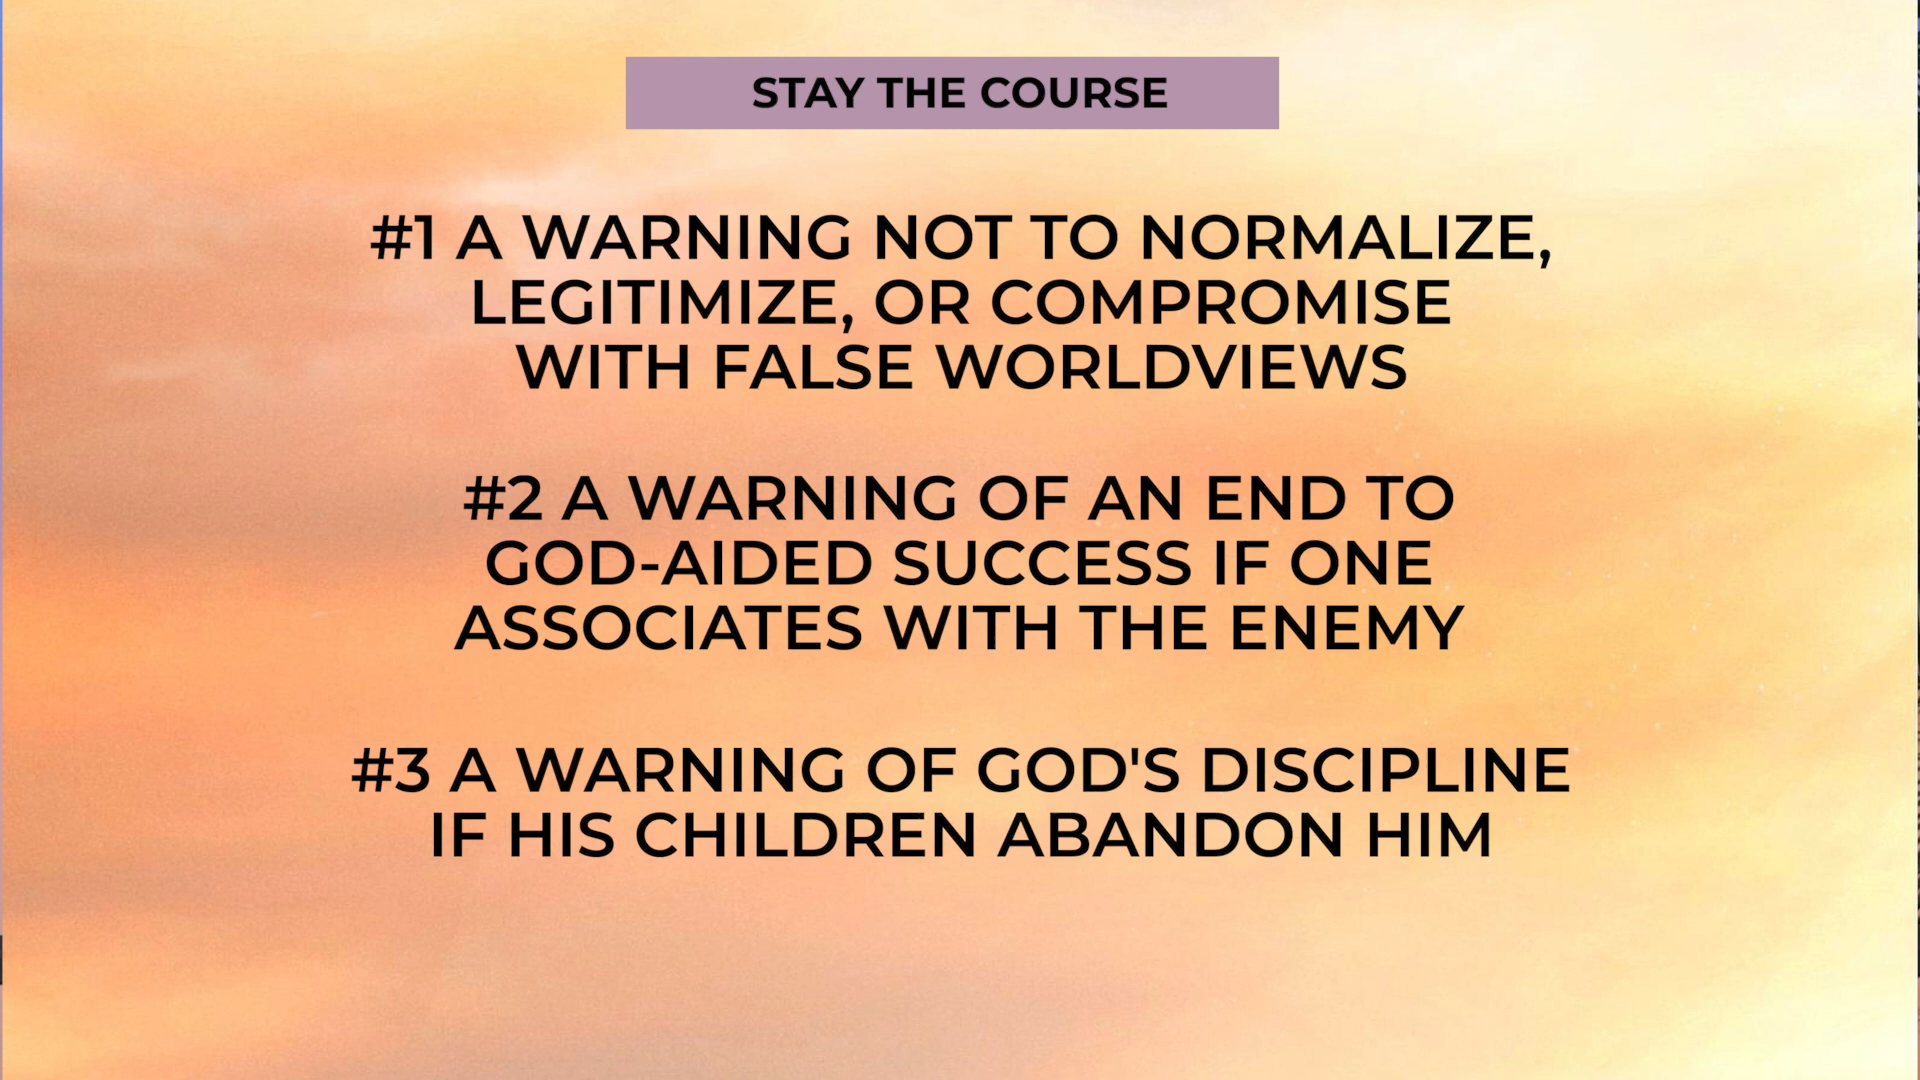 STAY THE COURSE
#1 A WARNING NOT TO NORMALIZE,
LEGITIMIZE, OR COMPROMISE
WITH FALSE WORLDVIEWS
#2 A WARNING OF AN END TO
GOD-AIDED SUCCESS IF ONE
ASSOCIATES WITH THE ENEMY
#3 A WARNING OF GOD'S DISCIPLINE
IF HIS CHILDREN ABANDON HIM